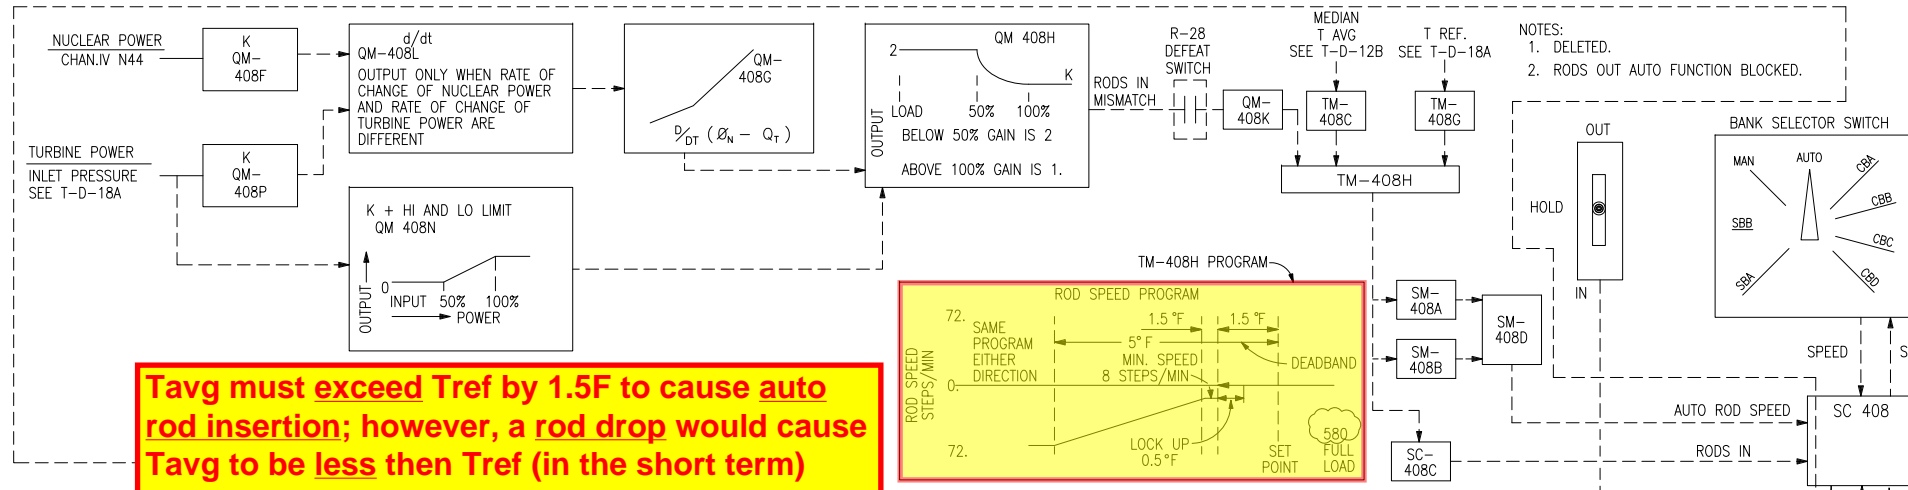 NUCLEAR POWER
CHAN.IV N44
K
QM-
408F
d/dt
QM-408L
OUTPUT ONLY WHEN RATE OF
CHANGE OF NUCLEAR POWER
AND RATE OF CHANGE OF
TURBINE POWER ARE
DIFFERENT
QM-
408G
D/DT (ØN - QT)
QM 408H
2
K
LOAD 50% 100%
BELOW 50% GAIN IS 2
ABOVE 100% GAIN IS 1.
OUTPUT
RODS IN
MISMATCH
R-28
DEFEAT
SWITCH
QM-
408K
MEDIAN
T AVG
SEE T-D-12B
TM-
408C
T REF.
SEE T-D-18A
TM-
408G
TM-408H
NOTES:
1. DELETED.
2. RODS OUT AUTO FUNCTION BLOCKED.
TURBINE POWER
INLET PRESSURE
SEE T-D-18A
K
QM-
408P
K + HI AND LO LIMIT
QM 408N
OUTPUT
0
INPUT 50% 100%
POWER
OUT
HOLD
IN
BANK SELECTOR SWITCH
MAN
AUTO
CBA
CBB
SBB
CBC
SBA
CBD
TM-408H PROGRAM
ROD SPEED PROGRAM
72.
SAME
PROGRAM
EITHER
DIRECTION
1.5 °F
1.5 °F
5°F
DEADBAND
MIN. SPEED
8 STEPS/MIN
ROD SPEED
STEPS/MIN
0.
72.
LOCK UP
0.5°F
SET
POINT
580
FULL
LOAD
SM-
408A
SM-
408B
SM-
408D
SPEED
S
AUTO ROD SPEED
SC 408
SC-
408C
RODS IN
Tavg must exceed Tref by 1.5F to cause auto
rod insertion; however, a rod drop would cause
Tavg to be less then Tref (in the short term)